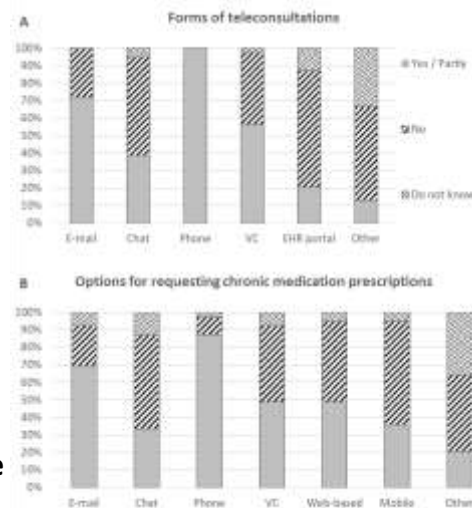 A Forms of teleconsultations
100%
90%
80%
70%
60%
50%
40%
30%
20%
10%
0%
E-mail Chat Phone VC EHR portal Other
Yes / Partly
No
Do not know
B Options for requesting chronic medication prescriptions
100%
90%
80%
70%
60%
50%
40%
30%
20%
10%
0%
E-mail Chat Phone VC Web-based Mobile Other
e